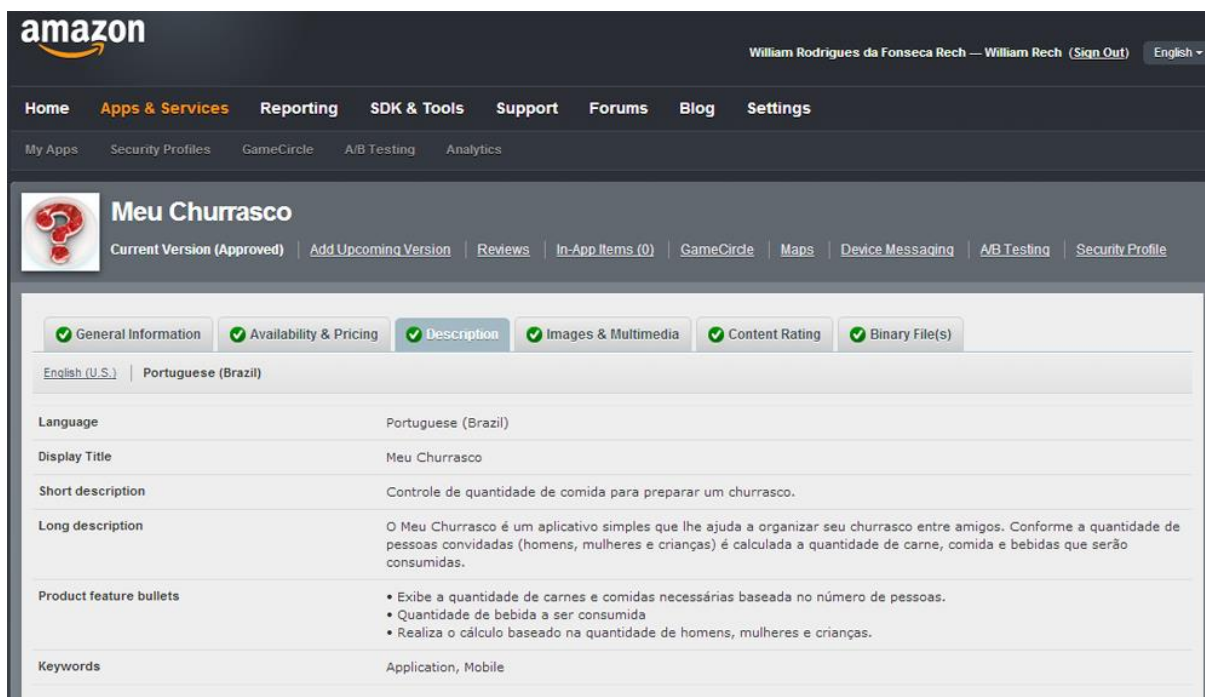 amazon
William Rodrigues da Fonseca Rech — William Rech (Sign Out) English
Home Apps & Services Reporting SDK & Tools Support Forums Blog Settings
My Apps Security Profiles GameCircle A/B Testing Analytics
Meu Churrasco
Current Version (Approved) | Add Upcoming Version | Reviews | In-App Items (0) | GameCircle | Maps | Device Messaging | A/B Testing | Security Profile
General Information Availability & Pricing Description Images & Multimedia Content Rating Binary File(s)
English (U.S.) | Portuguese (Brazil)
Language Portuguese (Brazil)
Display Title Meu Churrasco
Short description Controle de quantidade de comida para preparar um churrasco.
Long description O Meu Churrasco é um aplicativo simples que lhe ajuda a organizar seu churrasco entre amigos. Conforme a quantidade de
pessoas convidadas (homens, mulheres e crianças) é calculada a quantidade de carne, comida e bebidas que serão
consumidas.
Product feature bullets • Exibe a quantidade de carnes e comidas necessárias baseada no número de pessoas.
• Quantidade de bebida a ser consumida
• Realiza o cálculo baseado na quantidade de homens, mulheres e crianças.
Keywords Application, Mobile